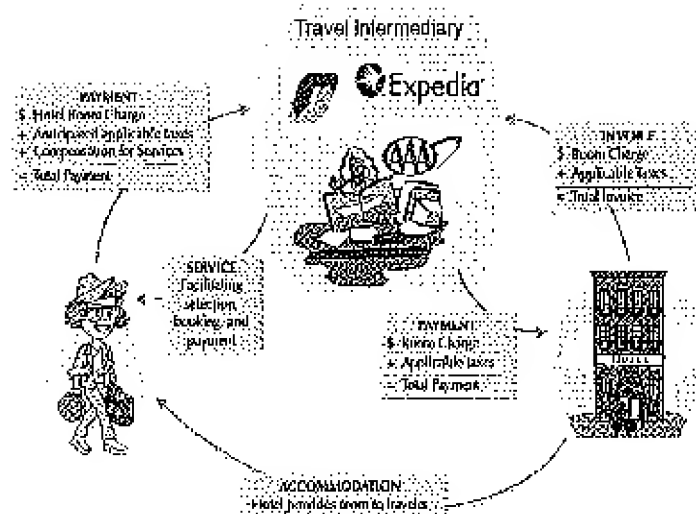 Travel Intermediary
Expedia
PAYMENT
$ Hotel Room Charge
+ Anticipated applicable taxes
+ Compensation for Services
= Total Payment
INVOICE
$ Room Charge
+ Applicable Taxes
= Total Invoice
SERVICE
Facilitating
selection,
booking, and
payment
PAYMENT
$ Room Charge
+ Applicable taxes
= Total Payment
HOTEL
ACCOMMODATION
Hotel provides room to traveler